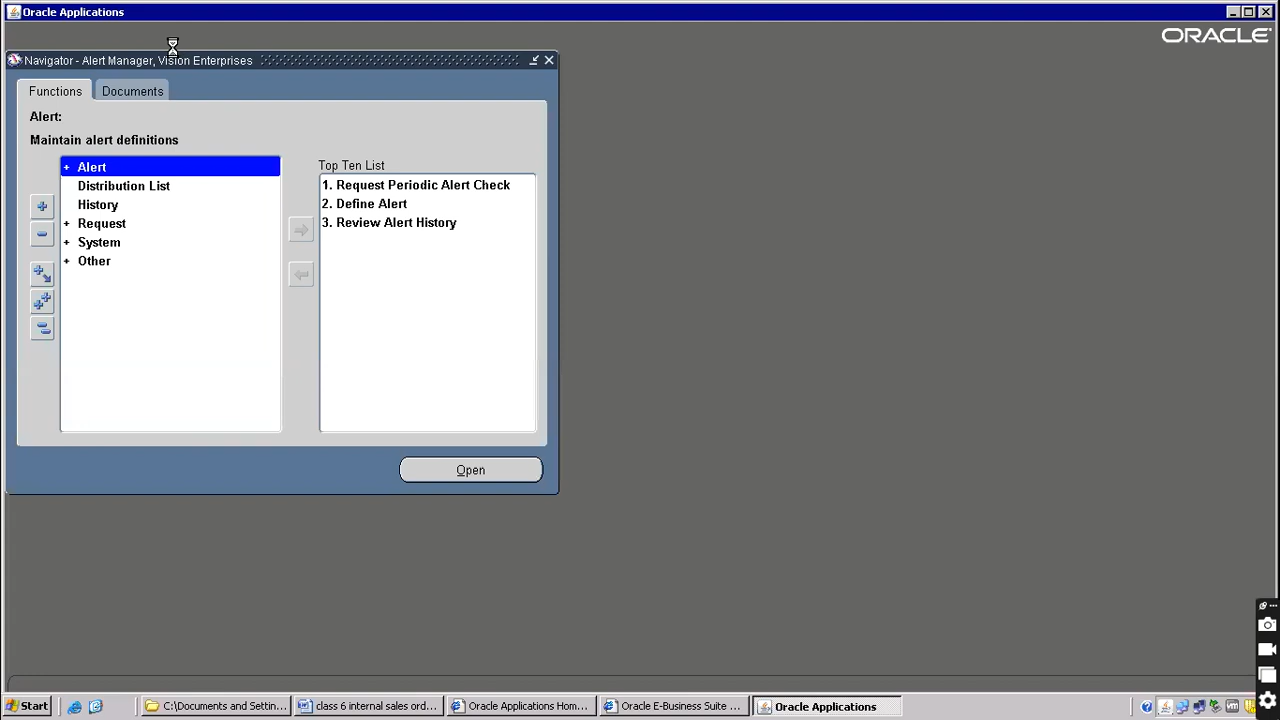 Oracle Applications
ORACLE
Navigator - Alert Manager, Vision Enterprises
Functions
Documents
Alert:
Maintain alert definitions
+ Alert
Distribution List
History
+ Request
+ System
+ Other
Top Ten List
1. Request Periodic Alert Check
2. Define Alert
3. Review Alert History
Open
Start
C:\Documents and Settin...
class 6 internal sales ord...
Oracle Applications - m...
Oracle E-Business Suite ...
Oracle Applications